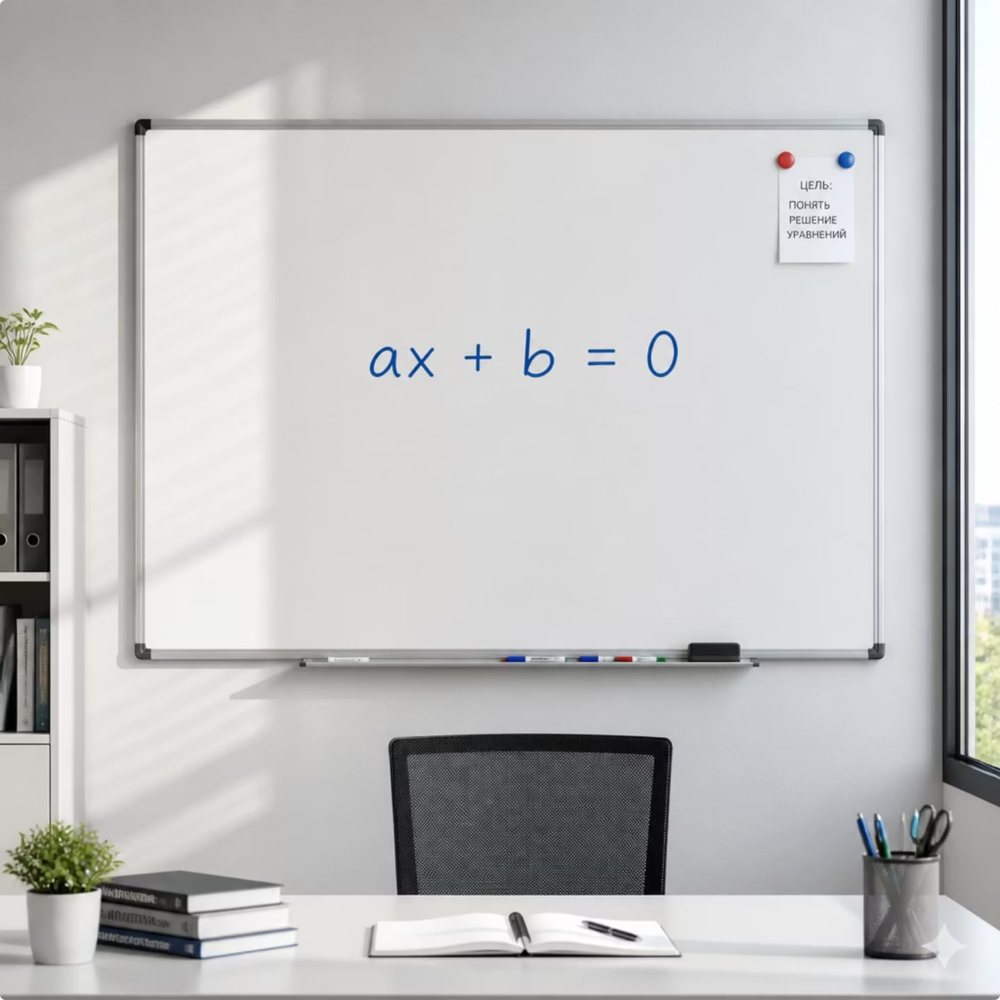 ax + b = 0
ЦЕЛЬ:
ПОНЯТЬ
РЕШЕНИЕ
УРАВНЕНИЙ